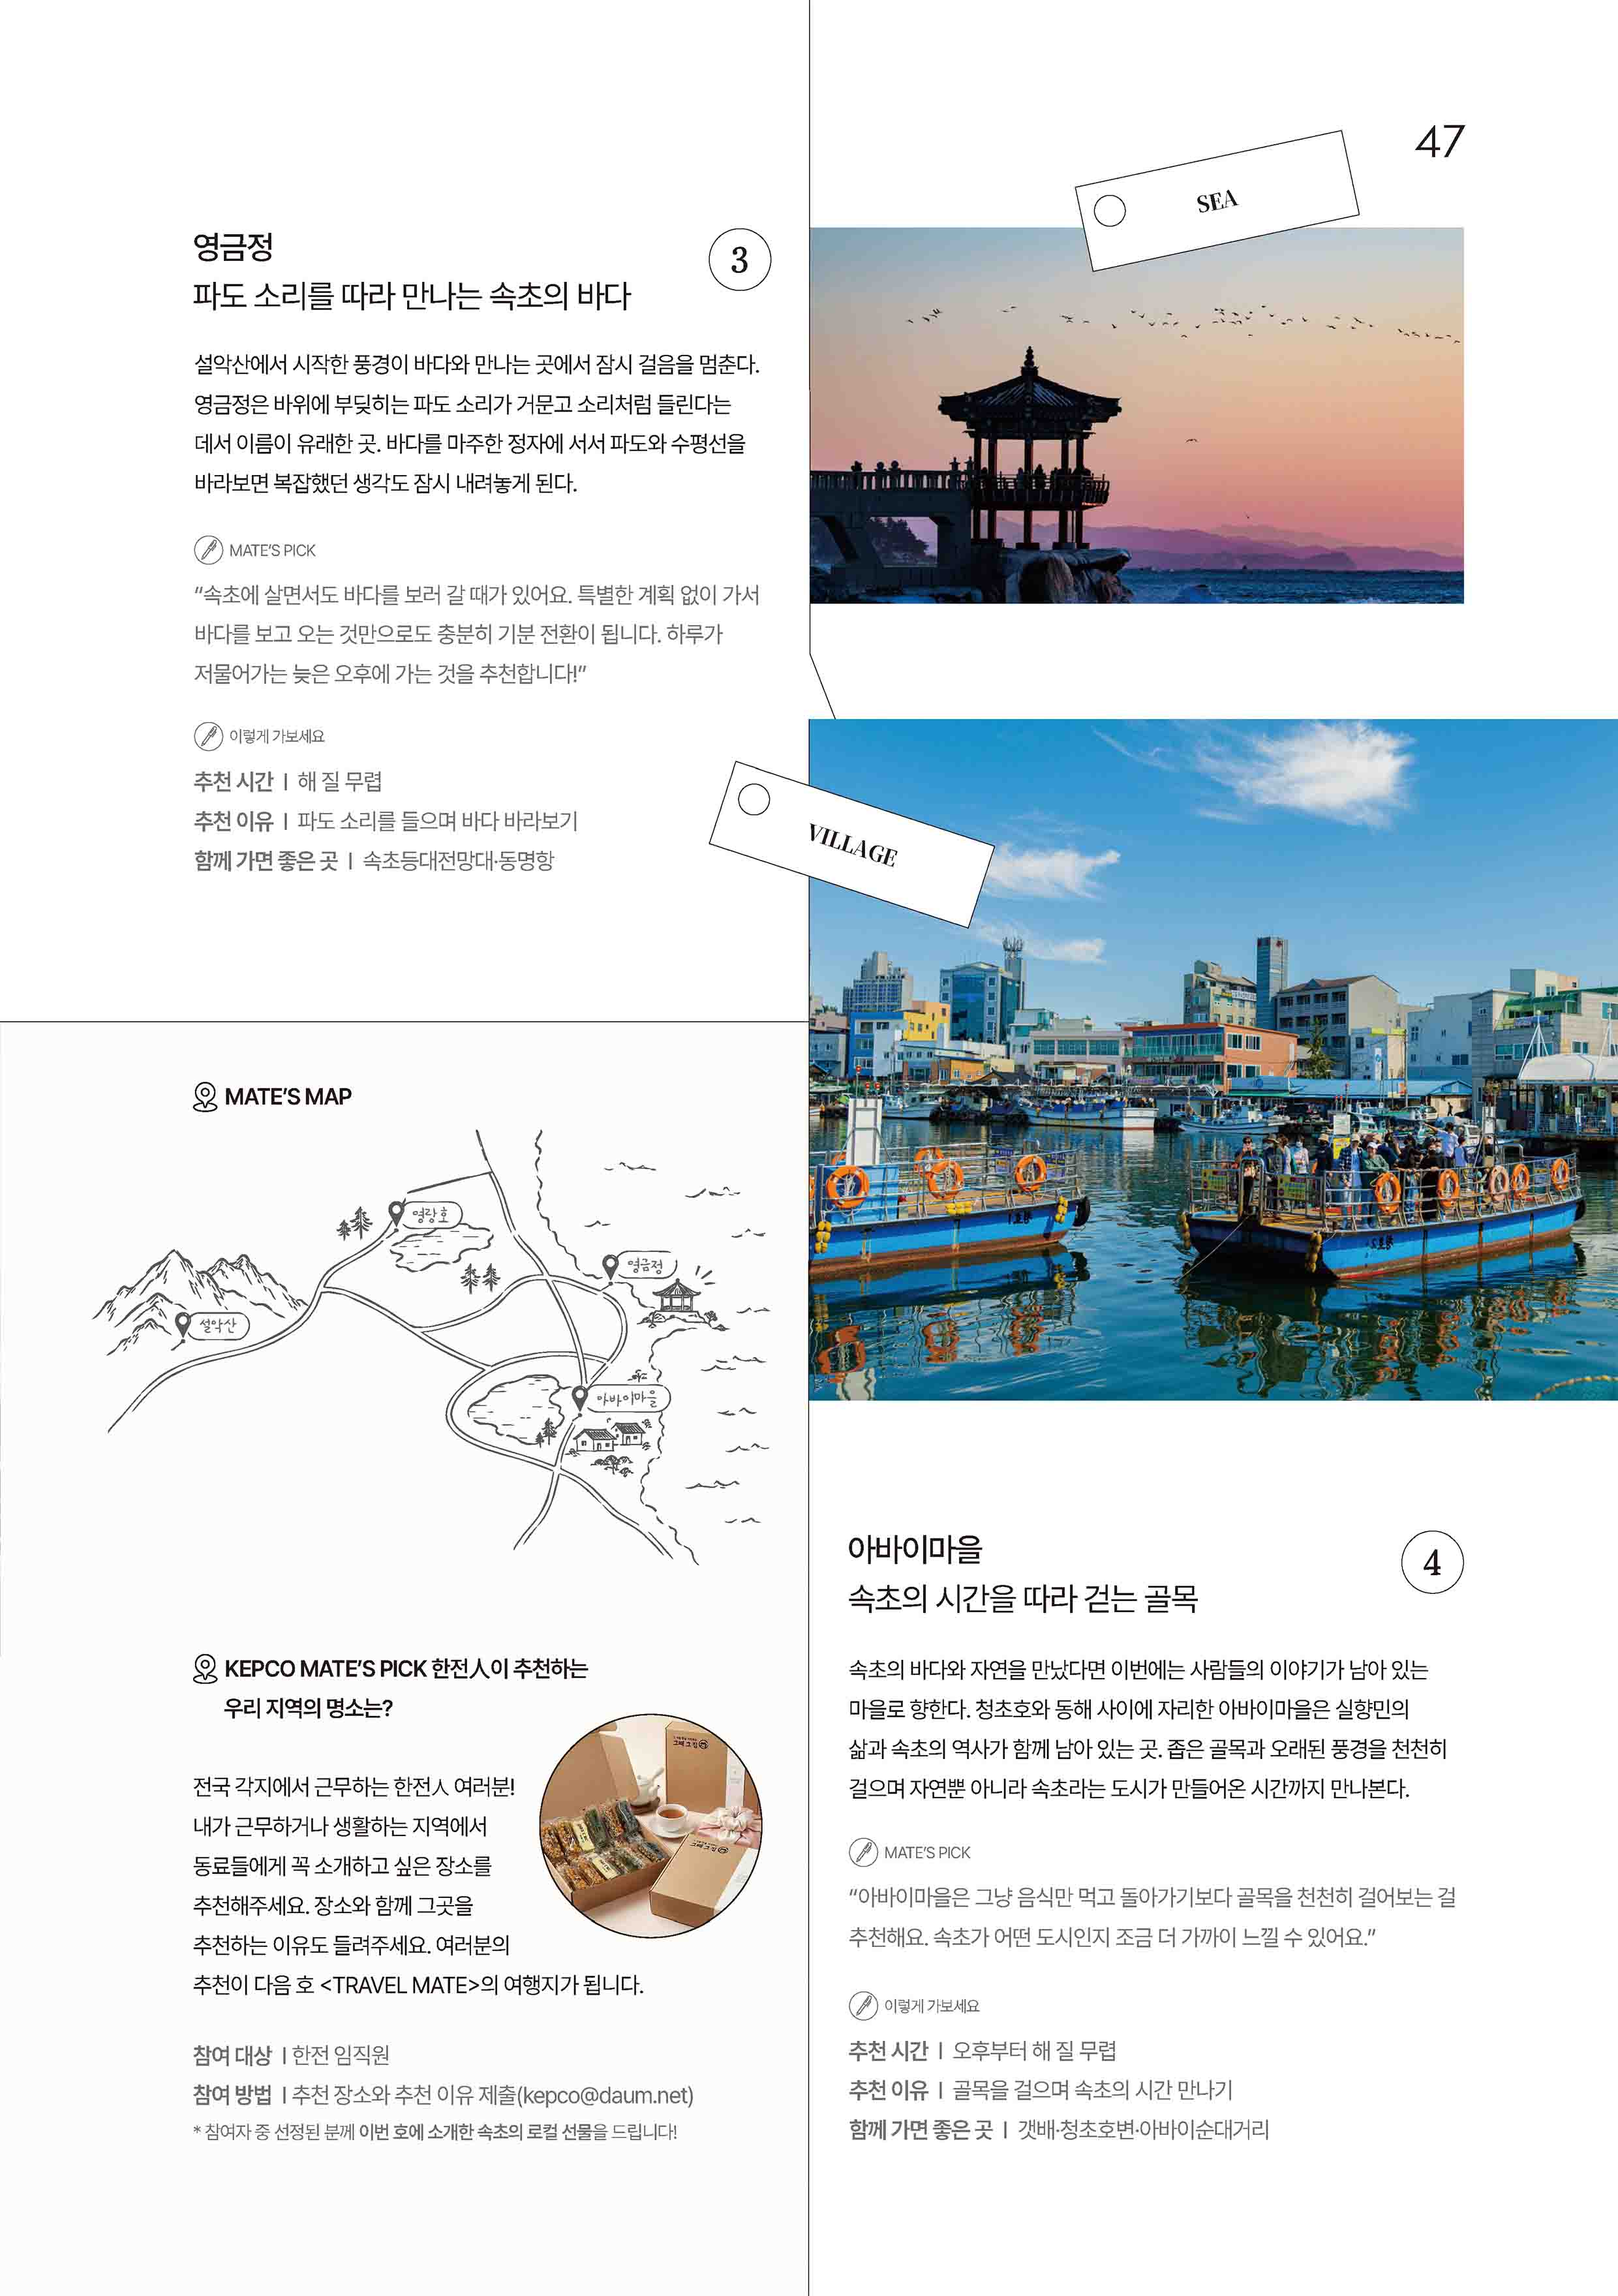 47
SEA
영금정
3
파도 소리를 따라 만나는 속초의 바다
설악산에서 시작한 풍경이 바다와 만나는 곳에서 잠시 걸음을 멈춘다.
영금정은 바위에 부딪히는 파도 소리가 거문고 소리처럼 들린다는
데서 이름이 유래한 곳. 바다를 마주한 정자에 서서 파도와 수평선을
바라보면 복잡했던 생각도 잠시 내려놓게 된다.
MATE'S PICK
"속초에 살면서도 바다를 보러 갈 때가 있어요. 특별한 계획 없이 가서
바다를 보고 오는 것만으로도 충분히 기분 전환이 됩니다. 하루가
저물어가는 늦은 오후에 가는 것을 추천합니다!"
이렇게 가보세요
추천 시간 | 해 질 무렵
추천 이유 | 파도 소리를 들으며 바다 바라보기
함께 가면 좋은 곳 | 속초등대전망대·동명항
VILLAGE
MATE'S MAP
영랑호
영금정
설악산
아바이마을
KEPCO MATE'S PICK 한전人이 추천하는
우리 지역의 명소는?
전국 각지에서 근무하는 한전人 여러분!
내가 근무하거나 생활하는 지역에서
동료들에게 꼭 소개하고 싶은 장소를
추천해주세요. 장소와 함께 그곳을
추천하는 이유도 들려주세요. 여러분의
추천이 다음 호 <TRAVEL MATE>의 여행지가 됩니다.
참여 대상 | 한전 임직원
참여 방법 | 추천 장소와 추천 이유 제출(kepco@daum.net)
* 참여자 중 선정된 분께 이번 호에 소개한 속초의 로컬 선물을 드립니다!
아바이마을
4
속초의 시간을 따라 걷는 골목
속초의 바다와 자연을 만났다면 이번에는 사람들의 이야기가 남아 있는
마을로 향한다. 청초호와 동해 사이에 자리한 아바이마을은 실향민의
삶과 속초의 역사가 함께 남아 있는 곳. 좁은 골목과 오래된 풍경을 천천히
걸으며 자연뿐 아니라 속초라는 도시가 만들어온 시간까지 만나본다.
MATE'S PICK
"아바이마을은 그냥 음식만 먹고 돌아가기보다 골목을 천천히 걸어보는 걸
추천해요. 속초가 어떤 도시인지 조금 더 가까이 느낄 수 있어요."
이렇게 가보세요
추천 시간 | 오후부터 해 질 무렵
추천 이유 | 골목을 걸으며 속초의 시간 만나기
함께 가면 좋은 곳 | 갯배·청초호변·아바이순대거리